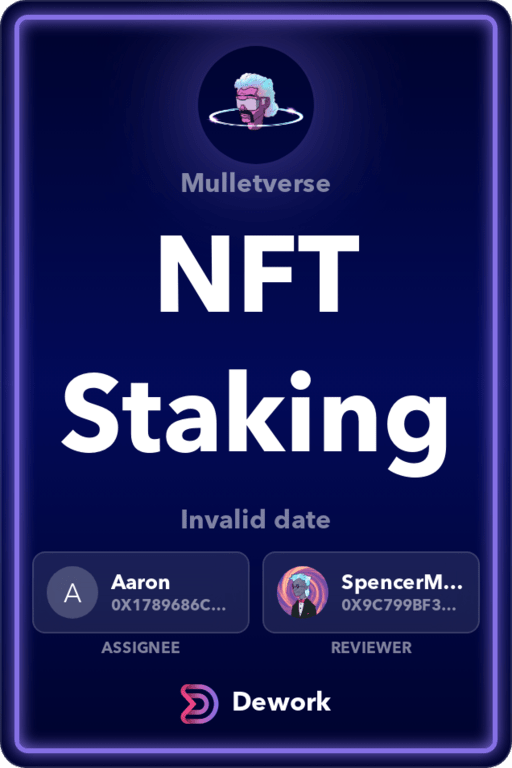 Mulletverse
NFT
Staking
Invalid date
A
Aaron
0X1789686C...
SpencerM...
0X9C799BF3...
ASSIGNEE
REVIEWER
Dework